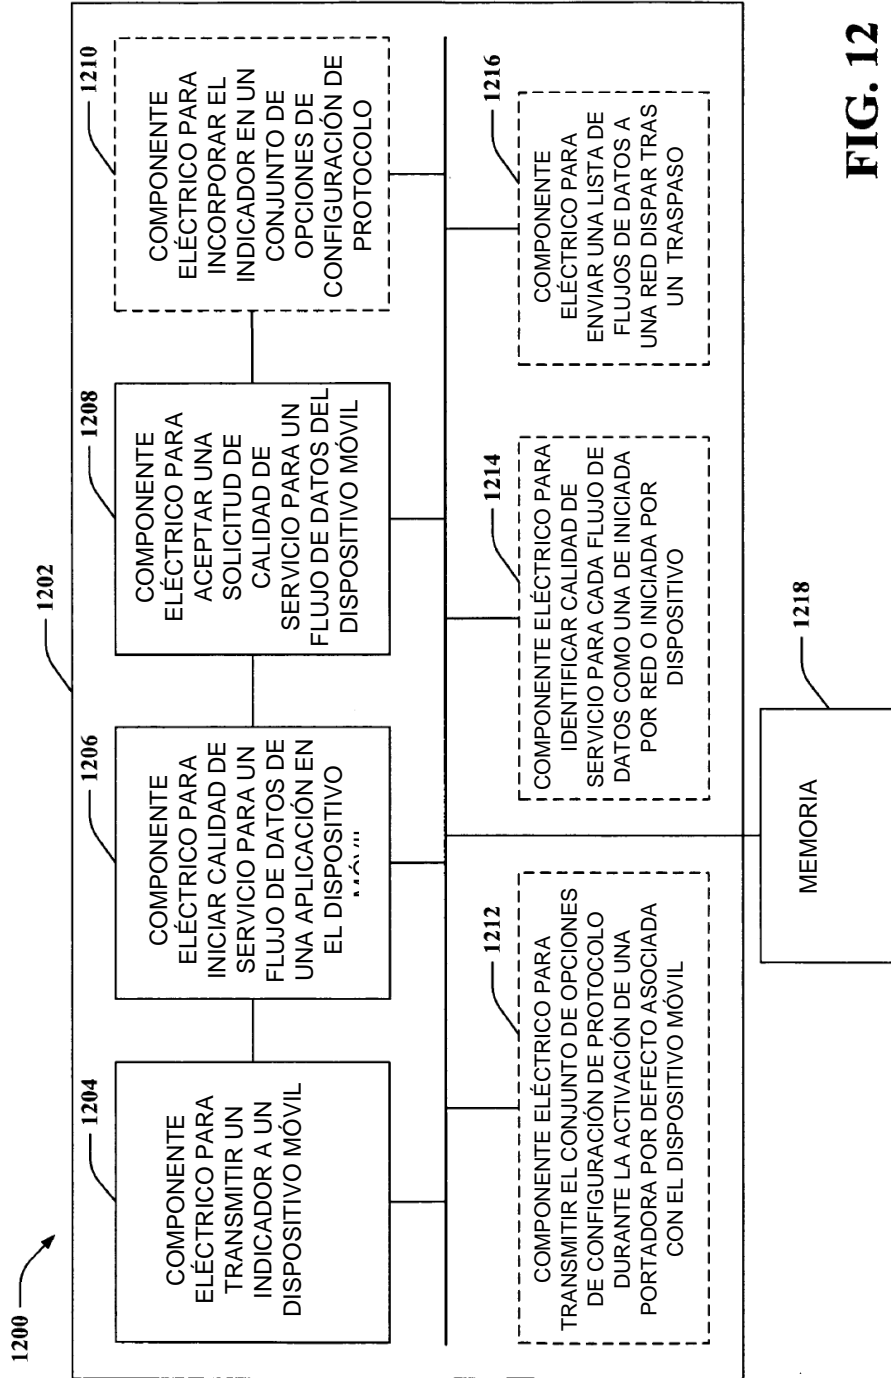 1200
1202
1204
COMPONENTE
ELÉCTRICO PARA
TRANSMITIR UN
INDICADOR A UN
DISPOSITIVO MÓVIL
1206
COMPONENTE
ELÉCTRICO PARA
INICIAR CALIDAD DE
SERVICIO PARA UN
FLUJO DE DATOS DE
UNA APLICACIÓN EN
EL DISPOSITIVO
MÓVIL
1208
COMPONENTE
ELÉCTRICO PARA
ACEPTAR UNA
SOLICITUD DE
CALIDAD DE
SERVICIO PARA UN
FLUJO DE DATOS DEL
DISPOSITIVO MÓVIL
1210
COMPONENTE
ELÉCTRICO PARA
INCORPORAR EL
INDICADOR EN UN
CONJUNTO DE
OPCIONES DE
CONFIGURACIÓN DE
PROTOCOLO
1212
COMPONENTE ELÉCTRICO PARA
TRANSMITIR EL CONJUNTO DE OPCIONES
DE CONFIGURACIÓN DE PROTOCOLO
DURANTE LA ACTIVACIÓN DE UNA
PORTADORA POR DEFECTO ASOCIADA
CON EL DISPOSITIVO MÓVIL
1214
COMPONENTE ELÉCTRICO PARA
IDENTIFICAR CALIDAD DE
SERVICIO PARA CADA FLUJO DE
DATOS COMO UNA DE INICIADA
POR RED O INICIADA POR
DISPOSITIVO
1216
COMPONENTE
ELÉCTRICO PARA
ENVIAR UNA LISTA DE
FLUJOS DE DATOS A
UNA RED DISPAR TRAS
UN TRASPASO
1218
MEMORIA
FIG. 12